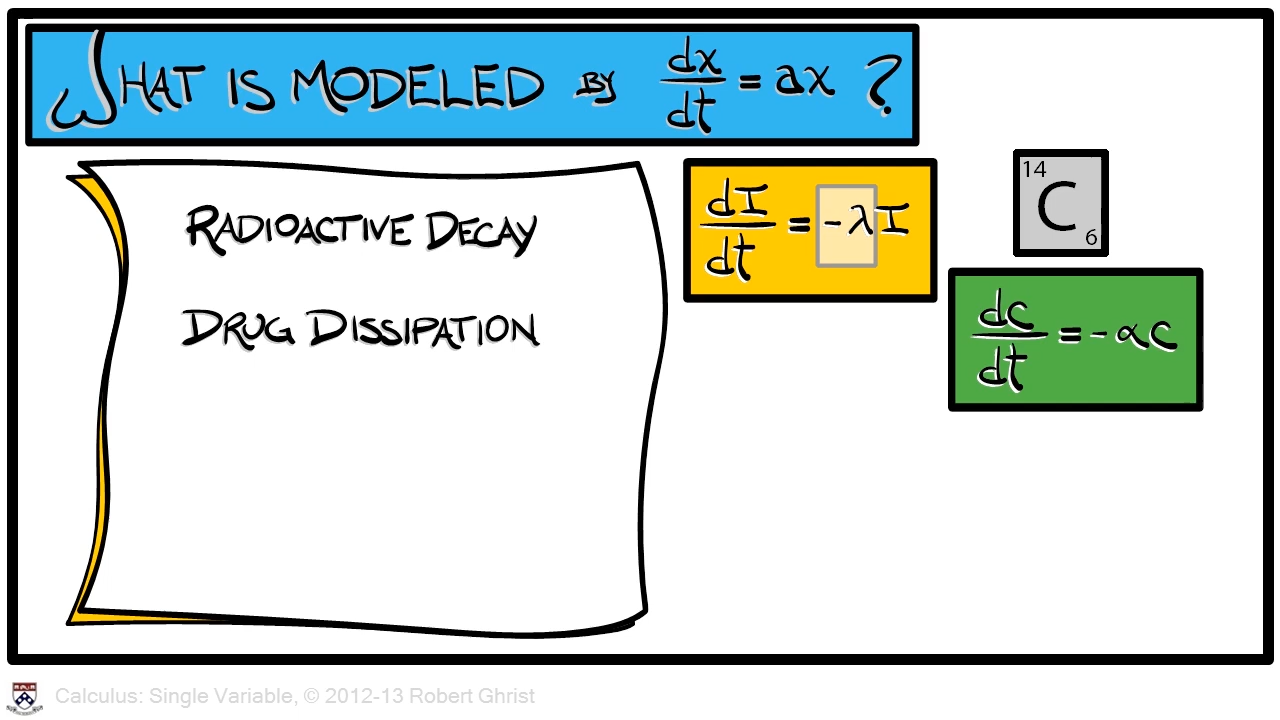 WHAT IS MODELED BY dx/dt = ax ?
RADIOACTIVE DECAY
dI/dt = -λI
14
C
6
DRUG DISSIPATION
dC/dt = -αC
Calculus: Single Variable, © 2012-13 Robert Ghrist